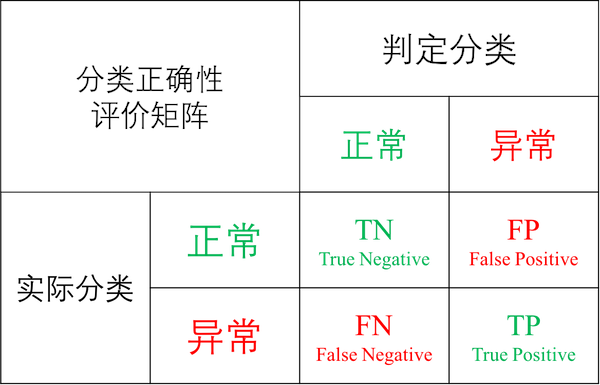 分类正确性
评价矩阵
判定分类
正常
异常
实际分类
正常
TN
True Negative
FP
False Positive
异常
FN
False Negative
TP
True Positive